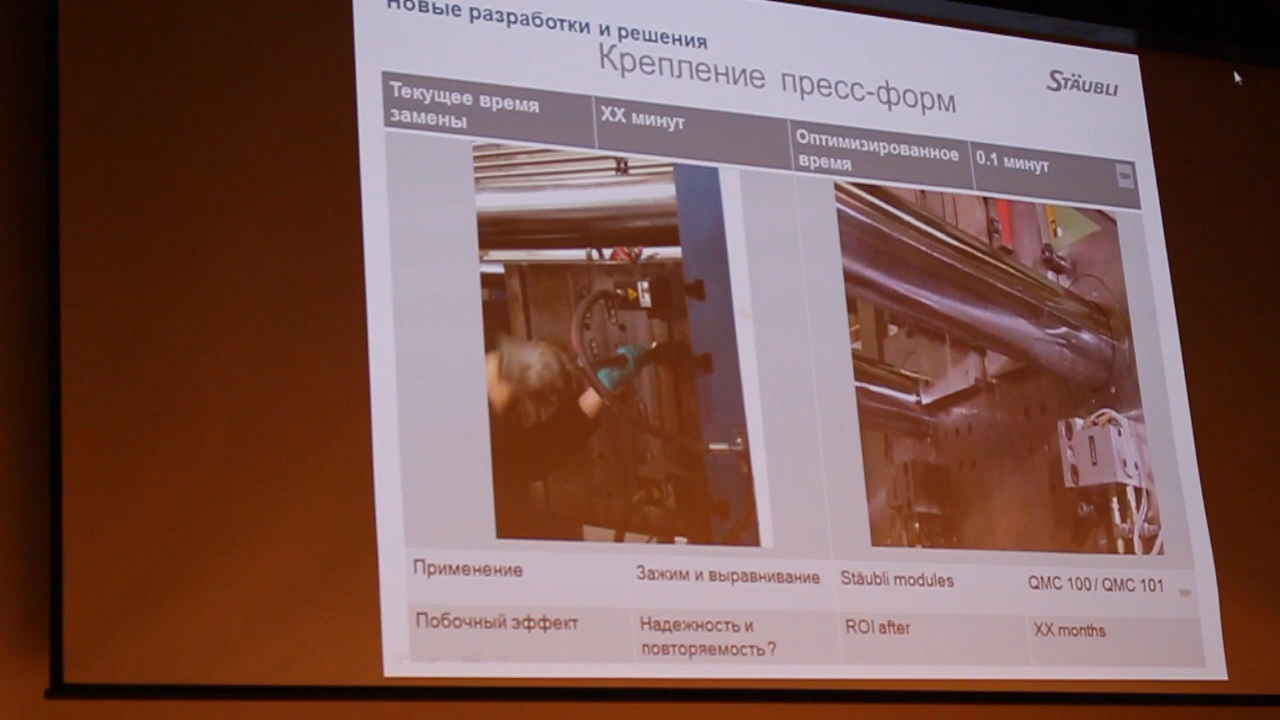 Новые разработки и решения
Крепление пресс-форм
STÄUBLI
Текущее время
замены
XX минут
Оптимизированное
время
0.1 минут
Применение
Зажим и выравнивание
Stäubli modules
QMC 100 / QMC 101
Побочный эффект
Надежность и
повторяемость?
ROI after
XX months